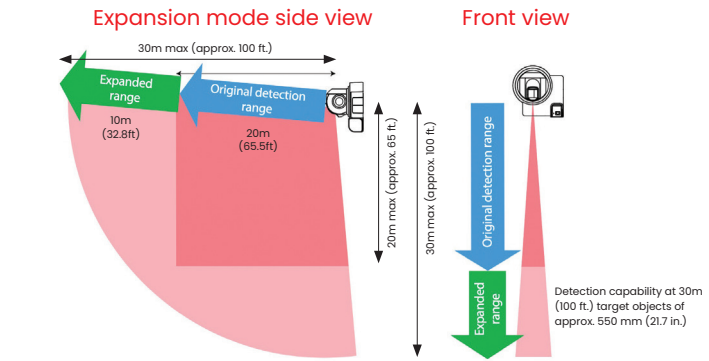 Expansion mode side view
Front view
30m max (approx. 100 ft.)
Expanded
range
Original detection
range
10m
(32.8ft)
20m
(65.5ft)
20m max (approx. 65 ft.)
30m max (approx. 100 ft.)
Original detection range
Expanded
range
Detection capability at 30m
(100 ft.) target objects of
approx. 550 mm (21.7 in.)